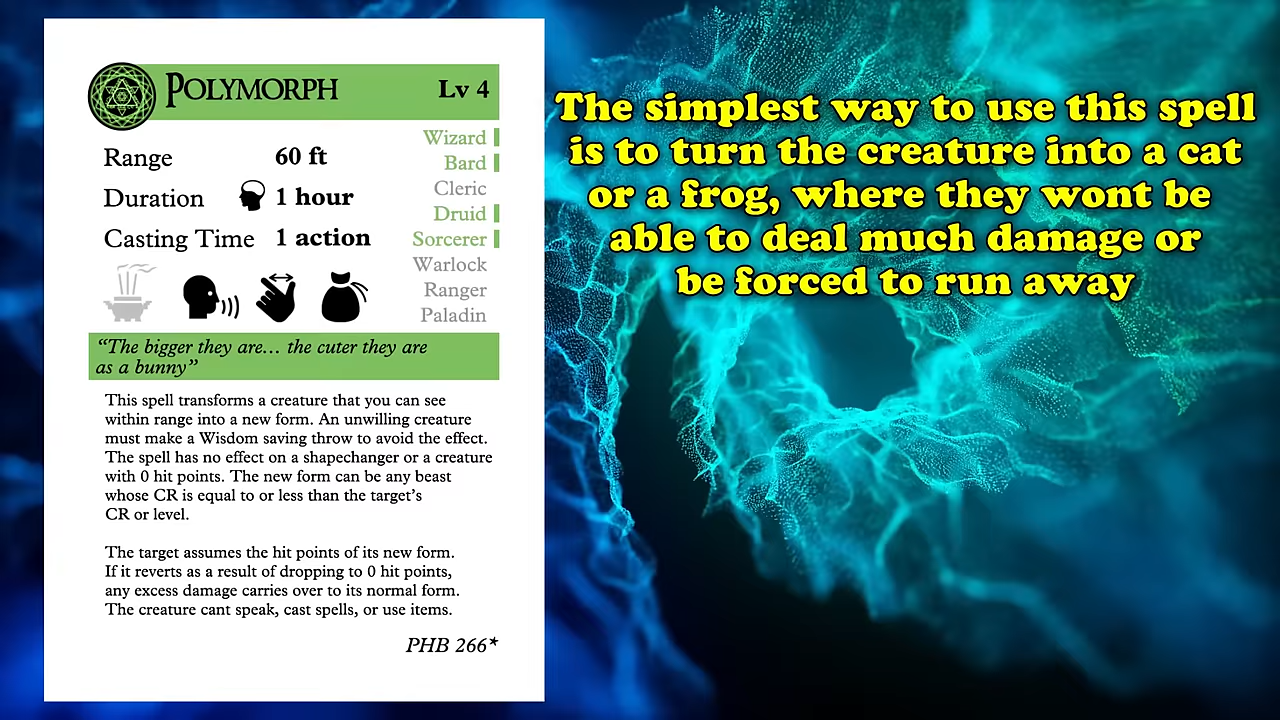 POLYMORPH Lv 4
Range 60 ft
Duration 1 hour
Casting Time 1 action
Wizard
Bard
Cleric
Druid
Sorcerer
Warlock
Ranger
Paladin
“The bigger they are... the cuter they are
as a bunny”
This spell transforms a creature that you can see
within range into a new form. An unwilling creature
must make a Wisdom saving throw to avoid the effect.
The spell has no effect on a shapechanger or a creature
with 0 hit points. The new form can be any beast
whose CR is equal to or less than the target's
CR or level.
The target assumes the hit points of its new form.
If it reverts as a result of dropping to 0 hit points,
any excess damage carries over to its normal form.
The creature cant speak, cast spells, or use items.
PHB 266*
The simplest way to use this spell
is to turn the creature into a cat
or a frog, where they wont be
able to deal much damage or
be forced to run away